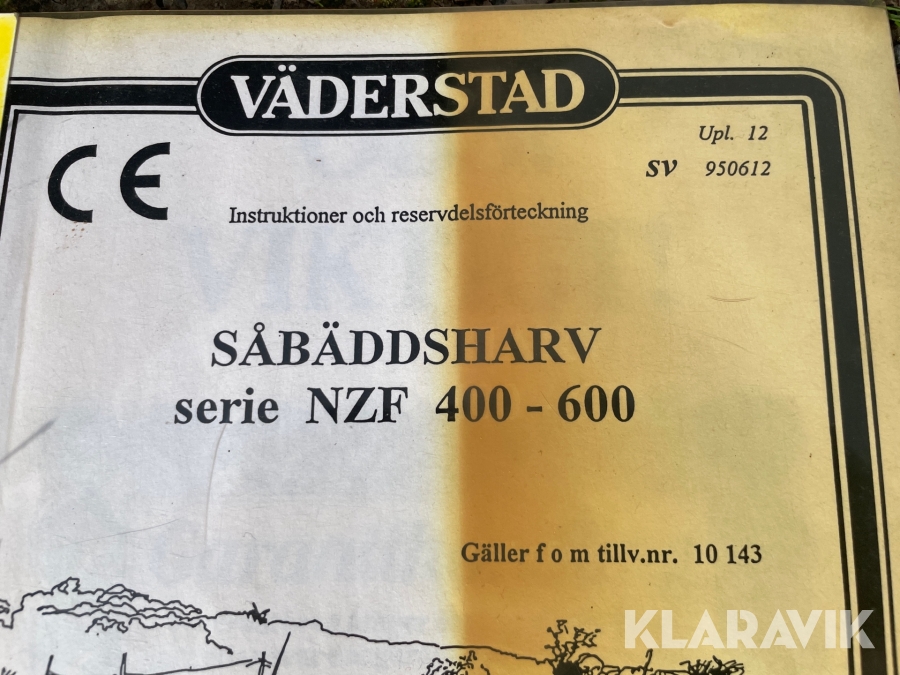 VÄDERSTAD
CE
Upl. 12
SV 950612
Instruktioner och reservdelsförteckning
SÅBÄDDSHARV
serie NZF 400 - 600
Gäller f o m tillv.nr. 10 143
KLARAVIK